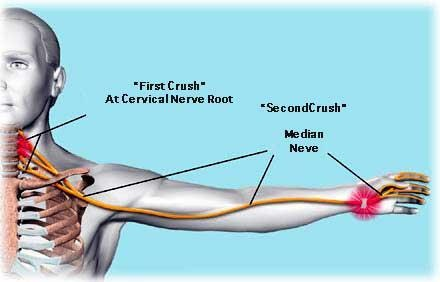 "First Crush"
At Cervical Nerve Root
"SecondCrush"
Median
Neve